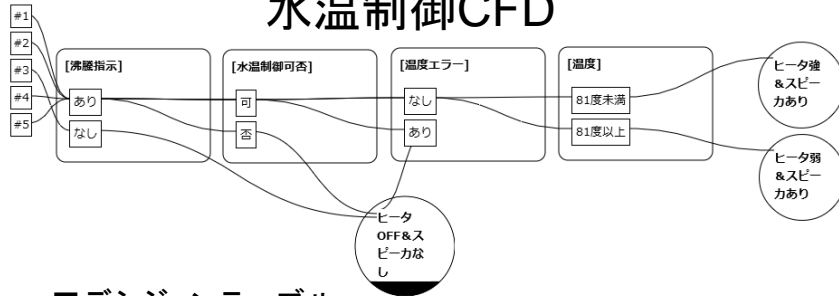 水温制御CFD
#1
#2
#3
#4
#5
[沸騰指示]
あり
なし
[水温制御可否]
可
否
[温度エラー]
なし
あり
[温度]
81度未満
81度以上
ヒータ強
&スピー
カあり
ヒータ弱
&スピー
カあり
ヒータ
OFF&ス
ピーカな
し